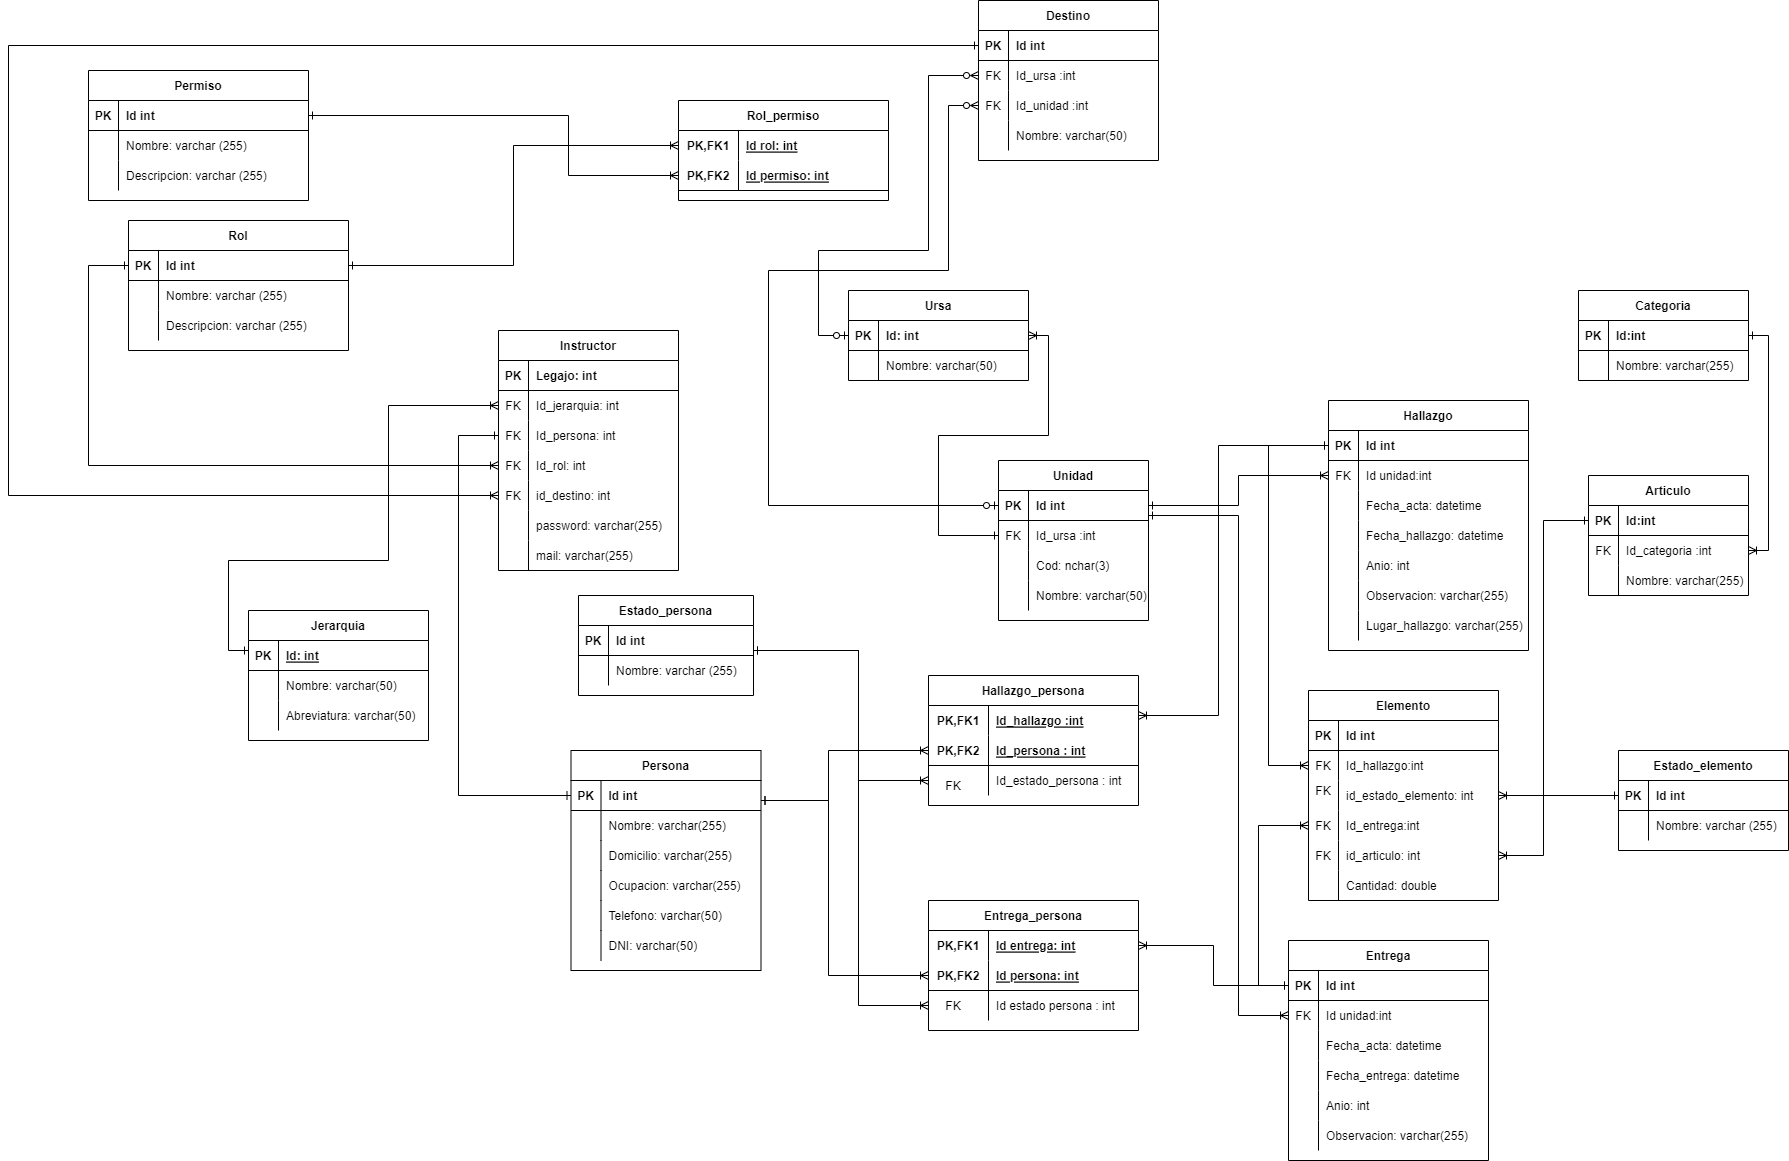 Destino
PK Id int
FK Id_ursa :int
FK Id_unidad :int
Nombre: varchar(50)
Permiso
PK Id int
Nombre: varchar (255)
Descripcion: varchar (255)
Rol_permiso
PK,FK1 Id rol: int
PK,FK2 Id permiso: int
Rol
PK Id int
Nombre: varchar (255)
Descripcion: varchar (255)
Instructor
PK Legajo: int
FK Id_jerarquia: int
FK Id_persona: int
FK Id_rol: int
FK id_destino: int
password: varchar(255)
mail: varchar(255)
Ursa
PK Id: int
Nombre: varchar(50)
Categoria
PK Id:int
Nombre: varchar(255)
Hallazgo
PK Id int
FK Id unidad:int
Fecha_acta: datetime
Fecha_hallazgo: datetime
Anio: int
Observacion: varchar(255)
Lugar_hallazgo: varchar(255)
Unidad
PK Id int
FK Id_ursa :int
Cod: nchar(3)
Nombre: varchar(50)
Articulo
PK Id:int
FK Id_categoria :int
Nombre: varchar(255)
Jerarquia
PK Id: int
Nombre: varchar(50)
Abreviatura: varchar(50)
Estado_persona
PK Id int
Nombre: varchar (255)
Hallazgo_persona
PK,FK1 Id_hallazgo :int
PK,FK2 Id_persona : int
FK Id_estado_persona : int
Elemento
PK Id int
FK Id_hallazgo:int
FK id_estado_elemento: int
FK Id_entrega:int
FK id_articulo: int
Cantidad: double
Estado_elemento
PK Id int
Nombre: varchar (255)
Persona
PK Id int
Nombre: varchar(255)
Domicilio: varchar(255)
Ocupacion: varchar(255)
Telefono: varchar(50)
DNI: varchar(50)
Entrega_persona
PK,FK1 Id entrega: int
PK,FK2 Id persona: int
FK Id estado persona : int
Entrega
PK Id int
FK Id unidad:int
Fecha_acta: datetime
Fecha_entrega: datetime
Anio: int
Observacion: varchar(255)